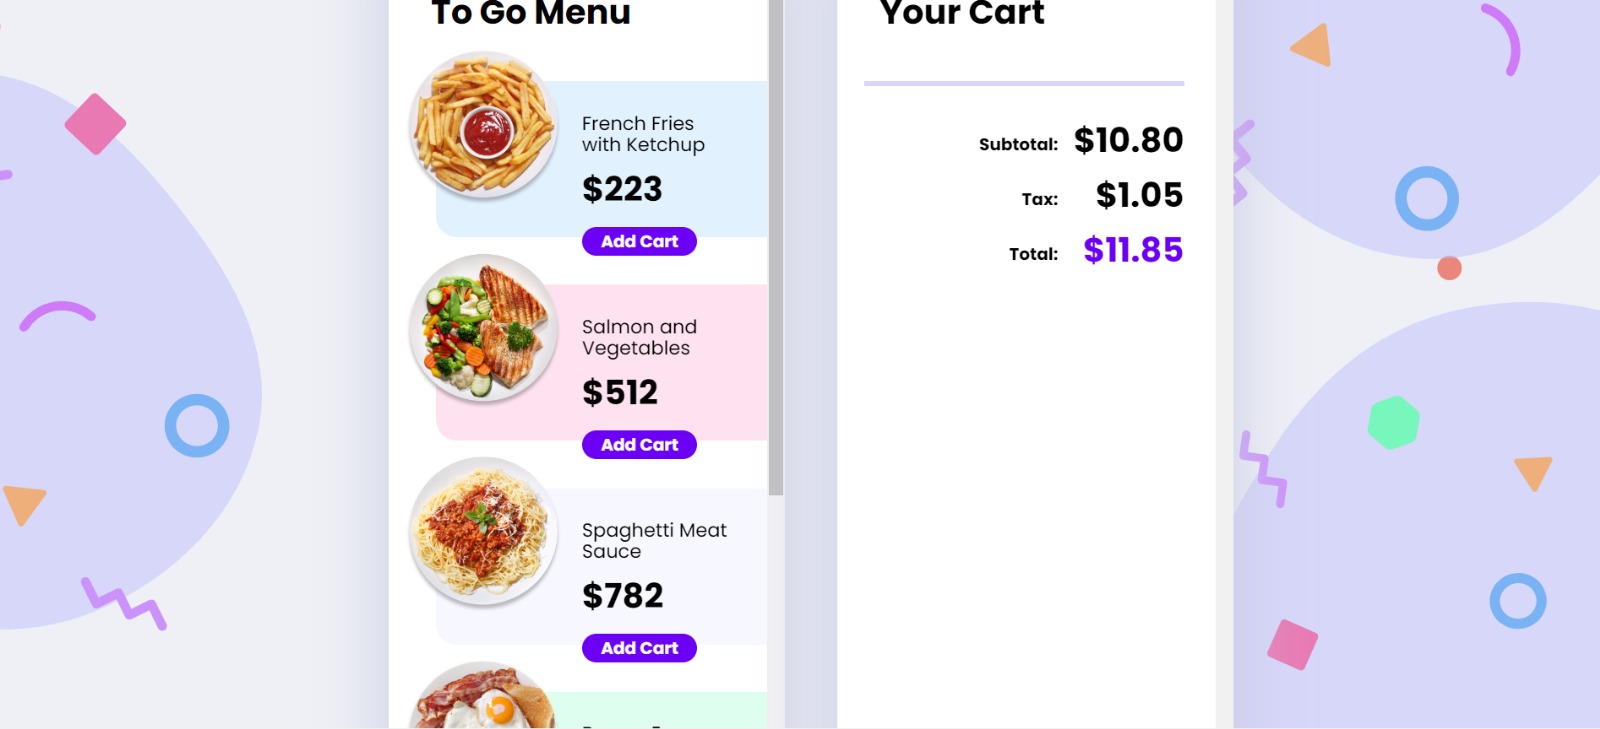 To Go Menu
French Fries
with Ketchup
$223
Add Cart
Salmon and
Vegetables
$512
Add Cart
Spaghetti Meat
Sauce
$782
Add Cart
Your Cart
Subtotal: $10.80
Tax: $1.05
Total: $11.85